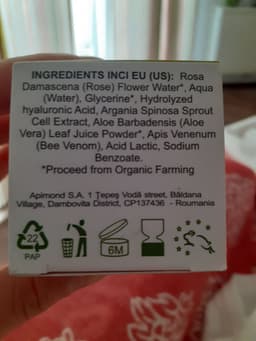 INGREDIENTS INCI EU (US): Rosa
Damascena (Rose) Flower Water*, Aqua
(Water), Glycerine*, Hydrolyzed
hyaluronic Acid, Argania Spinosa Sprout
Cell Extract, Aloe Barbadensis (Aloe
Vera) Leaf Juice Powder*, Apis Venenum
(Bee Venom), Acid Lactic, Sodium
Benzoate.
*Proceed from Organic Farming
Apimond S.A. 1 Țepeș Vodă street, Băldana
Village, Dambovita District, CP137436 - Roumania
22
PAP
6M